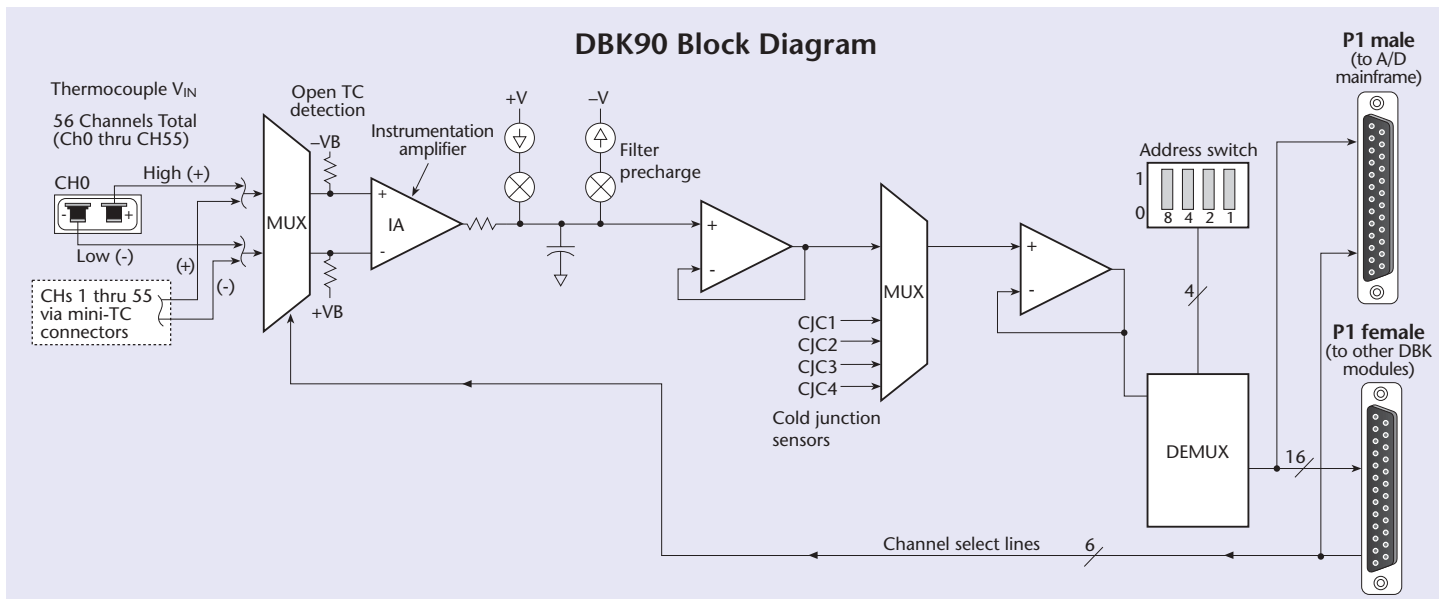 DBK90 Block Diagram
P1 male
(to A/D
mainframe)
Thermocouple VIN
56 Channels Total
(Ch0 thru CH55)
Open TC
detection
–VB
Instrumentation
amplifier
+V
–V
Filter
precharge
Address switch
1
0
8 4 2 1
High (+)
CH0
-
+
Low (-)
(+)
(-)
CHs 1 thru 55
via mini-TC
connectors
MUX
+
-
IA
+VB
+
-
MUX
CJC1
CJC2
CJC3
CJC4
Cold junction
sensors
+
-
4
P1 female
(to other DBK
modules)
DEMUX
16
Channel select lines
6